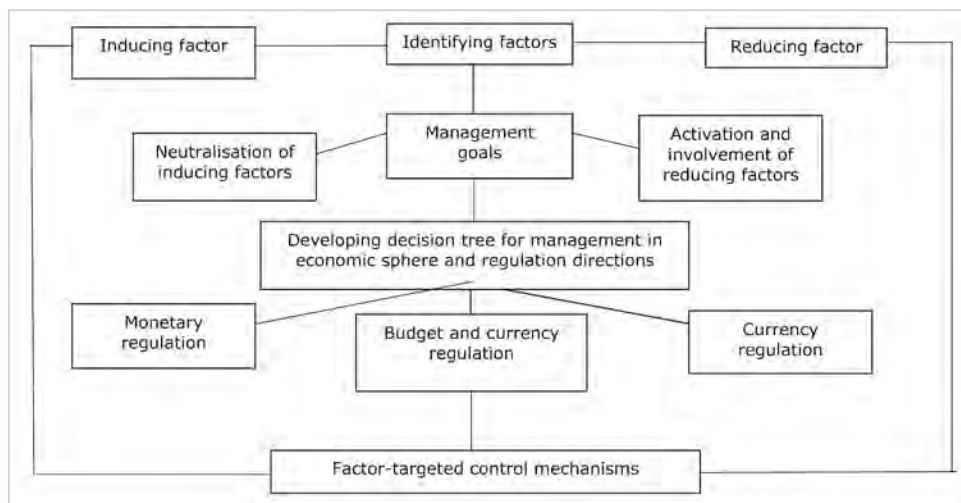 Inducing factor
Identifying factors
Reducing factor
Neutralisation of
inducing factors
Management
goals
Activation and
involvement of
reducing factors
Developing decision tree for management in
economic sphere and regulation directions
Monetary
regulation
Budget and currency
regulation
Currency
regulation
Factor-targeted control mechanisms